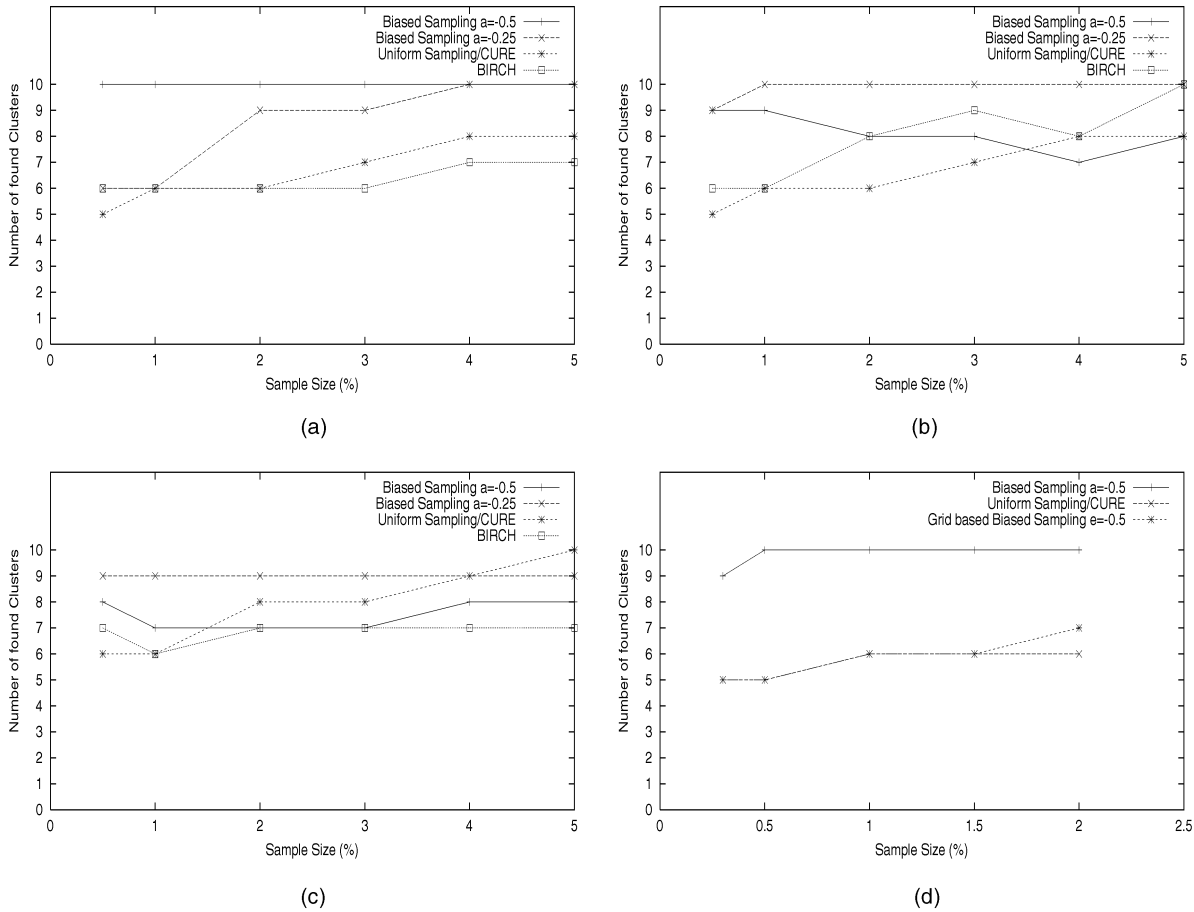 Biased Sampling a=-0.5
Biased Sampling a=-0.25
Uniform Sampling/CURE
BIRCH
10
9
8
7
6
5
4
3
2
1
0
Number of found Clusters
0 1 2 3 4 5
Sample Size (%)
(a)
Biased Sampling a=-0.5
Biased Sampling a=-0.25
Uniform Sampling/CURE
BIRCH
10
9
8
7
6
5
4
3
2
1
0
Number of found Clusters
0 1 2 3 4 5
Sample Size (%)
(b)
Biased Sampling a=-0.5
Biased Sampling a=-0.25
Uniform Sampling/CURE
BIRCH
10
9
8
7
6
5
4
3
2
1
0
Number of found Clusters
0 1 2 3 4 5
Sample Size (%)
(c)
Biased Sampling a=-0.5
Uniform Sampling/CURE
Grid based Biased Sampling e=-0.5
10
9
8
7
6
5
4
3
2
1
0
Number of found Clusters
0 0.5 1 1.5 2 2.5
Sample Size (%)
(d)